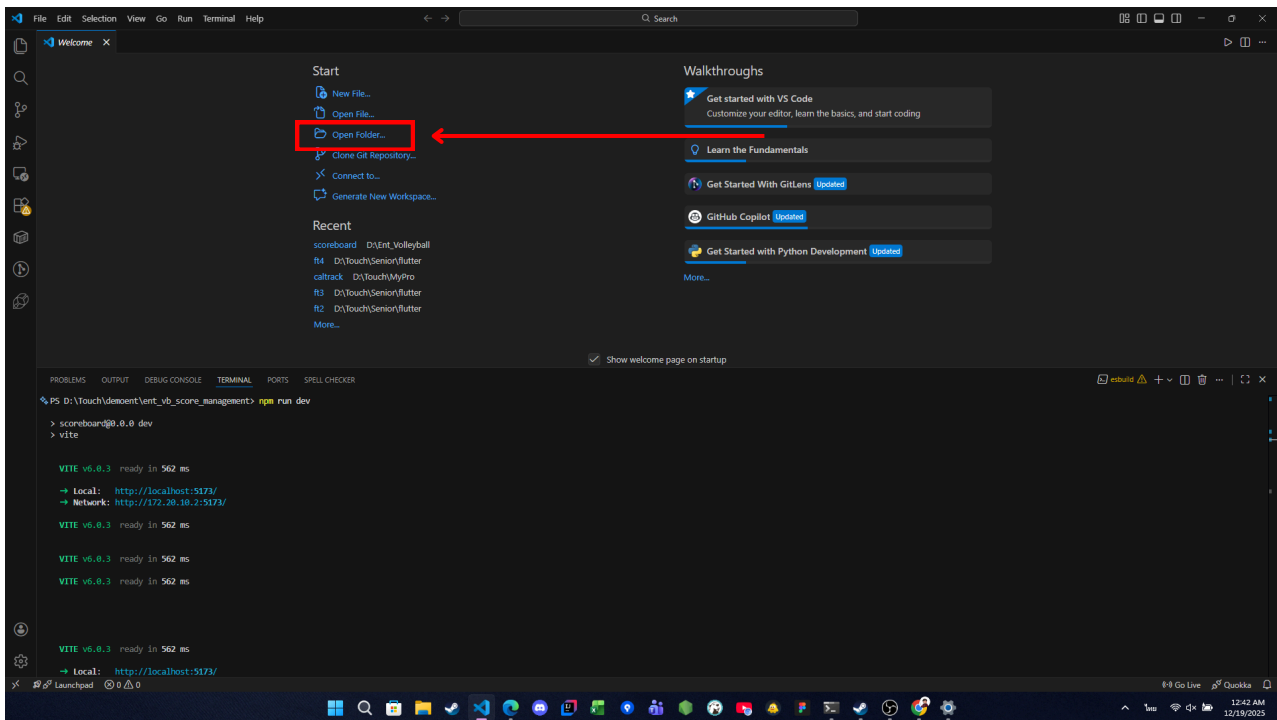 File Edit Selection View Go Run Terminal Help
Search
Welcome
Start
New File...
Open File...
Open Folder...
Clone Git Repository...
Connect to...
Generate New Workspace...
Recent
scoreboard D:\Ent_Volleyball
ft4 D:\Touch\Senior\flutter
caltrack D:\Touch\MyPro
ft3 D:\Touch\Senior\flutter
ft2 D:\Touch\Senior\flutter
More...
Walkthroughs
Get started with VS Code
Customize your editor, learn the basics, and start coding
Learn the Fundamentals
Get Started With GitLens Updated
GitHub Copilot Updated
Get Started with Python Development Updated
More...
Show welcome page on startup
PROBLEMS OUTPUT DEBUG CONSOLE TERMINAL PORTS SPELL CHECKER
esbuild
PS D:\Touch\demoent\ent_vb_score_management> npm run dev
> scoreboard@0.0.0 dev
> vite
VITE v6.0.3 ready in 562 ms
→ Local: http://localhost:5173/
→ Network: http://172.20.10.2:5173/
VITE v6.0.3 ready in 562 ms
VITE v6.0.3 ready in 562 ms
VITE v6.0.3 ready in 562 ms
VITE v6.0.3 ready in 562 ms
→ Local: http://localhost:5173/
Launchpad 0 0
Go Live Quokka
ไทย
12:42 AM
12/19/2025